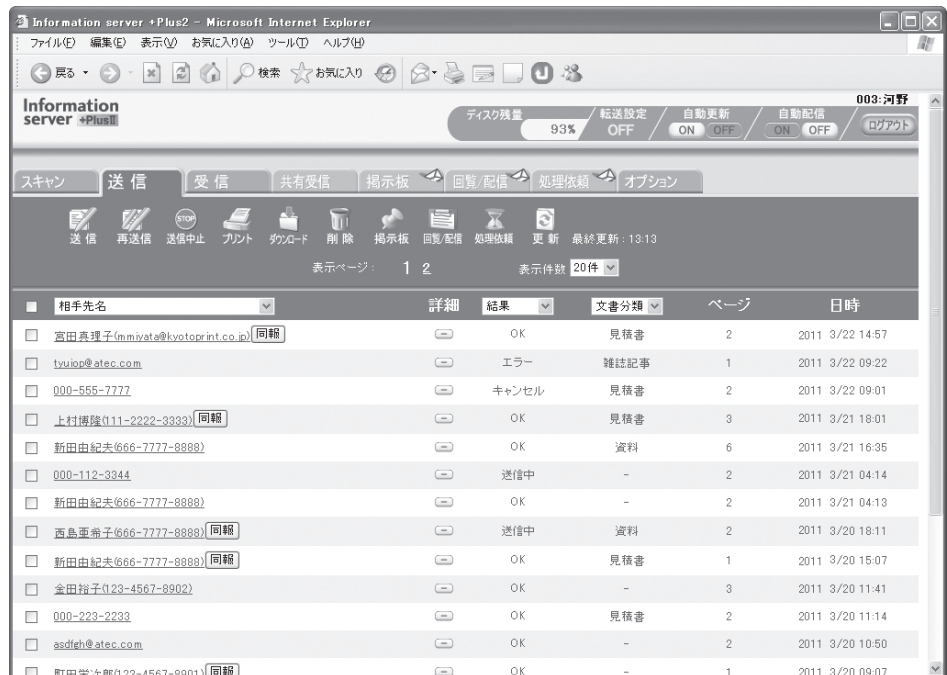 Information server +Plus2 - Microsoft Internet Explorer
ファイル(F) 編集(E) 表示(V) お気に入り(A) ツール(T) ヘルプ(H)
戻る 検索 お気に入り
Information
server +PlusⅡ
003:河野
ディスク残量 93% 転送設定 OFF 自動更新 ON OFF 自動配信 ON OFF ログアウト
スキャン 送信 受信 共有受信 掲示板 回覧/配信 処理依頼 オプション
STOP
送信 再送信 送信中止 プリント ダウンロード 削除 掲示板 回覧/配信 処理依頼 更新 最終更新:13:13
表示ページ: 1 2 表示件数 20件
相手先名 詳細 結果 文書分類 ページ 日時
宮田真理子(mmiyata@kyotoprint.co.jp) 同報 OK 見積書 2 2011 3/22 14:57
tyuiop@atec.com エラー 雑誌記事 1 2011 3/22 09:22
000-555-7777 キャンセル 見積書 2 2011 3/22 09:01
上村博隆(111-2222-3333) 同報 OK 見積書 3 2011 3/21 18:01
新田由紀夫(666-7777-8888) OK 資料 6 2011 3/21 16:35
000-112-3344 送信中 - 2 2011 3/21 04:14
新田由紀夫(666-7777-8888) OK - 2 2011 3/21 04:13
西島亜希子(666-7777-8888) 同報 送信中 資料 2 2011 3/20 18:11
新田由紀夫(666-7777-8888) 同報 OK 見積書 1 2011 3/20 15:07
金田裕子(123-4567-8902) OK - 3 2011 3/20 11:41
000-223-2233 OK 見積書 2 2011 3/20 11:14
asdfgh@atec.com OK - 2 2011 3/20 10:50
(123-4567-8901) 同報 OK - 1 2011 3/20 09:07